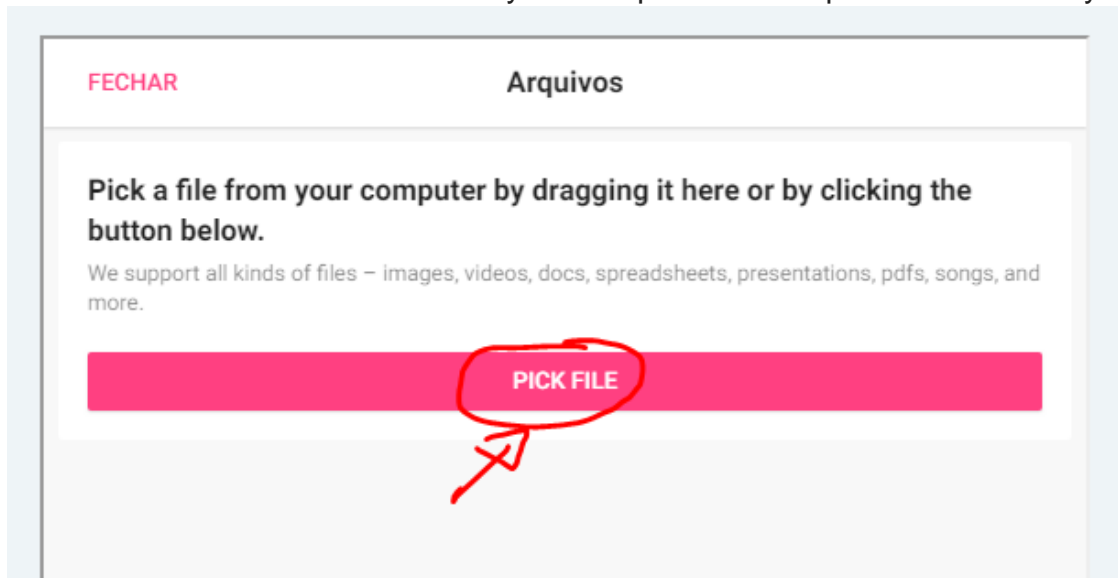 FECHAR
Arquivos
Pick a file from your computer by dragging it here or by clicking the
button below.
We support all kinds of files – images, videos, docs, spreadsheets, presentations, pdfs, songs, and
more.
PICK FILE